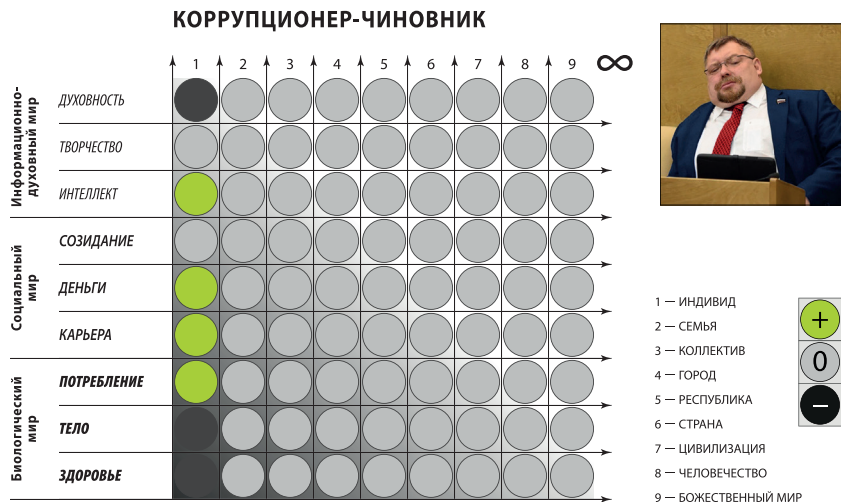 КОРРУПЦИОНЕР-ЧИНОВНИК
1 2 3 4 5 6 7 8 9 ∞
Информационно-
духовный мир
ДУХОВНОСТЬ
ТВОРЧЕСТВО
ИНТЕЛЛЕКТ
Социальный
мир
СОЗИДАНИЕ
ДЕНЬГИ
КАРЬЕРА
Биологический
мир
ПОТРЕБЛЕНИЕ
ТЕЛО
ЗДОРОВЬЕ
1 — ИНДИВИД
2 — СЕМЬЯ
3 — КОЛЛЕКТИВ
4 — ГОРОД
5 — РЕСПУБЛИКА
6 — СТРАНА
7 — ЦИВИЛИЗАЦИЯ
8 — ЧЕЛОВЕЧЕСТВО
9 — БОЖЕСТВЕННЫЙ МИР
+
0
—